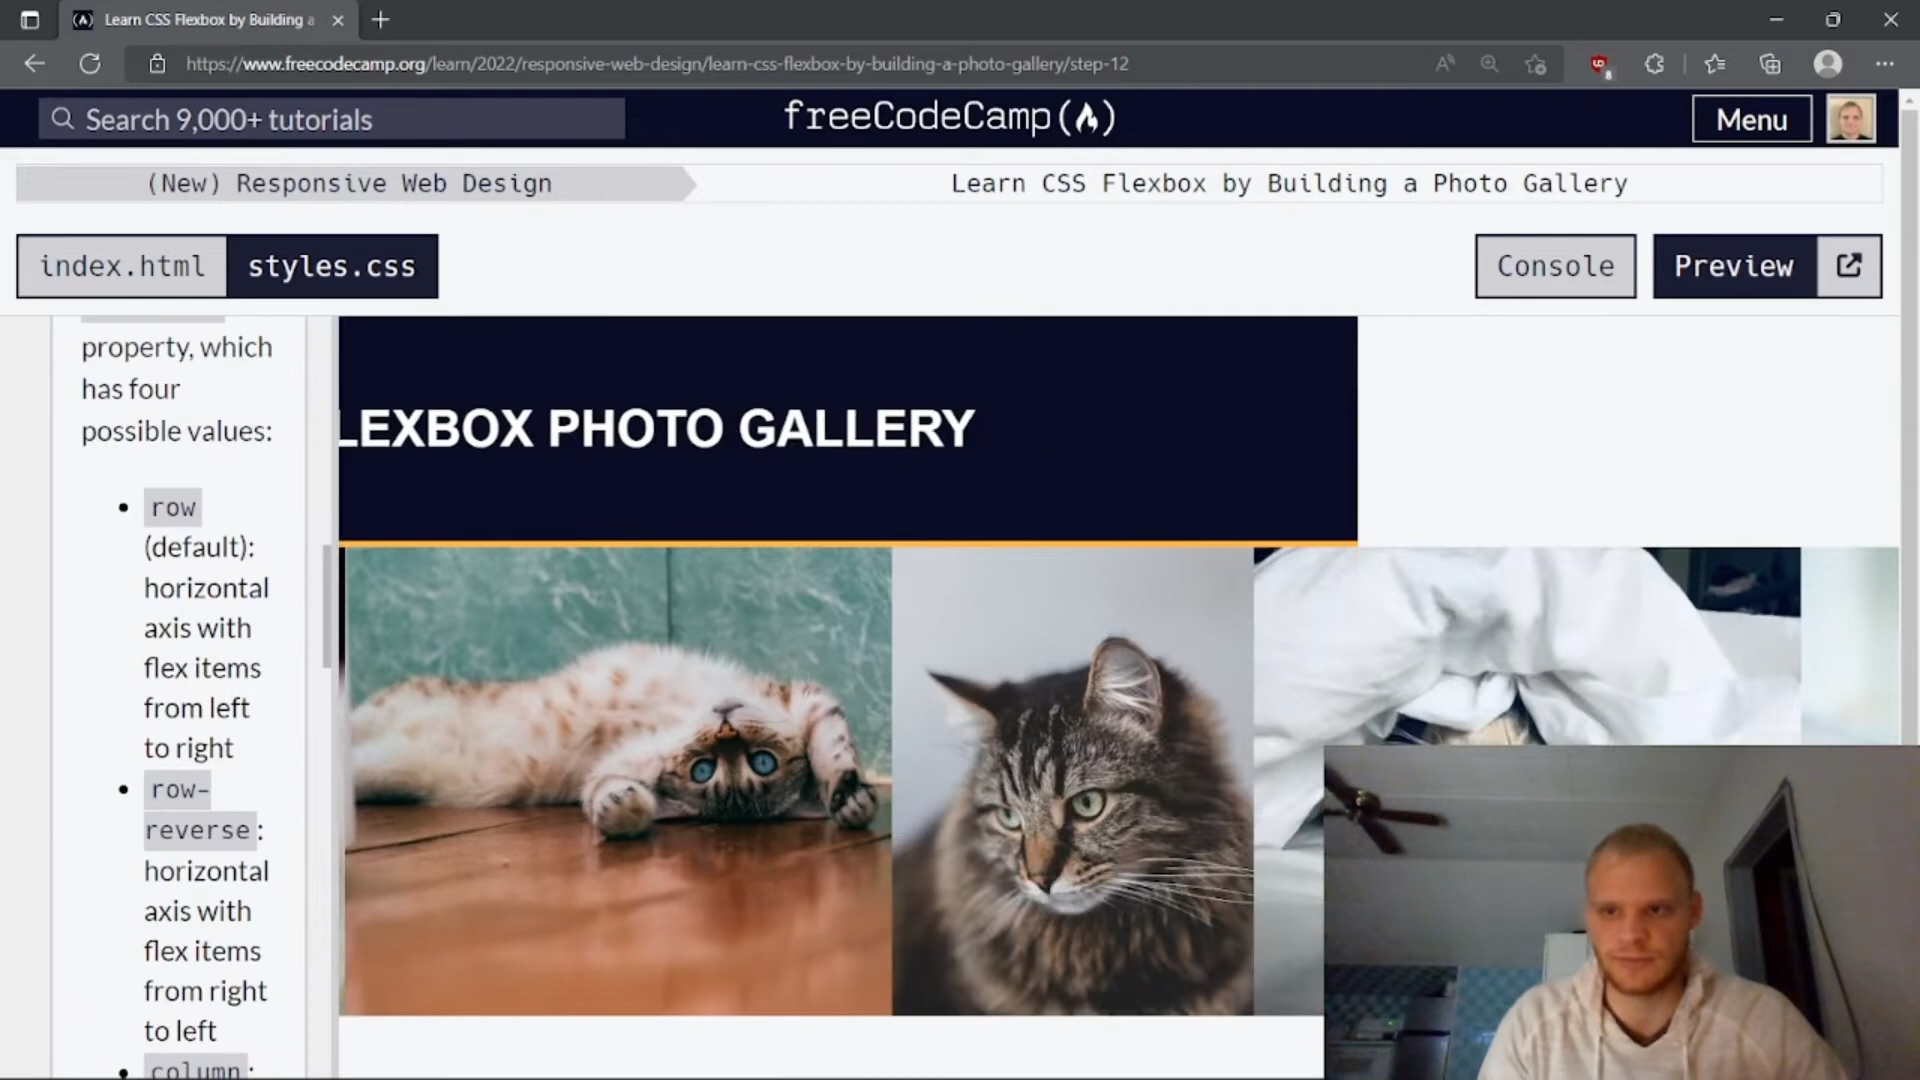 Learn CSS Flexbox by Building a
https://www.freecodecamp.org/learn/2022/responsive-web-design/learn-css-flexbox-by-building-a-photo-gallery/step-12
8
Search 9,000+ tutorials
freeCodeCamp(🔥)
Menu
(New) Responsive Web Design
Learn CSS Flexbox by Building a Photo Gallery
index.html
styles.css
Console
Preview
property, which
has four
possible values:
row
(default):
horizontal
axis with
flex items
from left
to right
row-
reverse:
horizontal
axis with
flex items
from right
to left
column:
LEXBOX PHOTO GALLERY